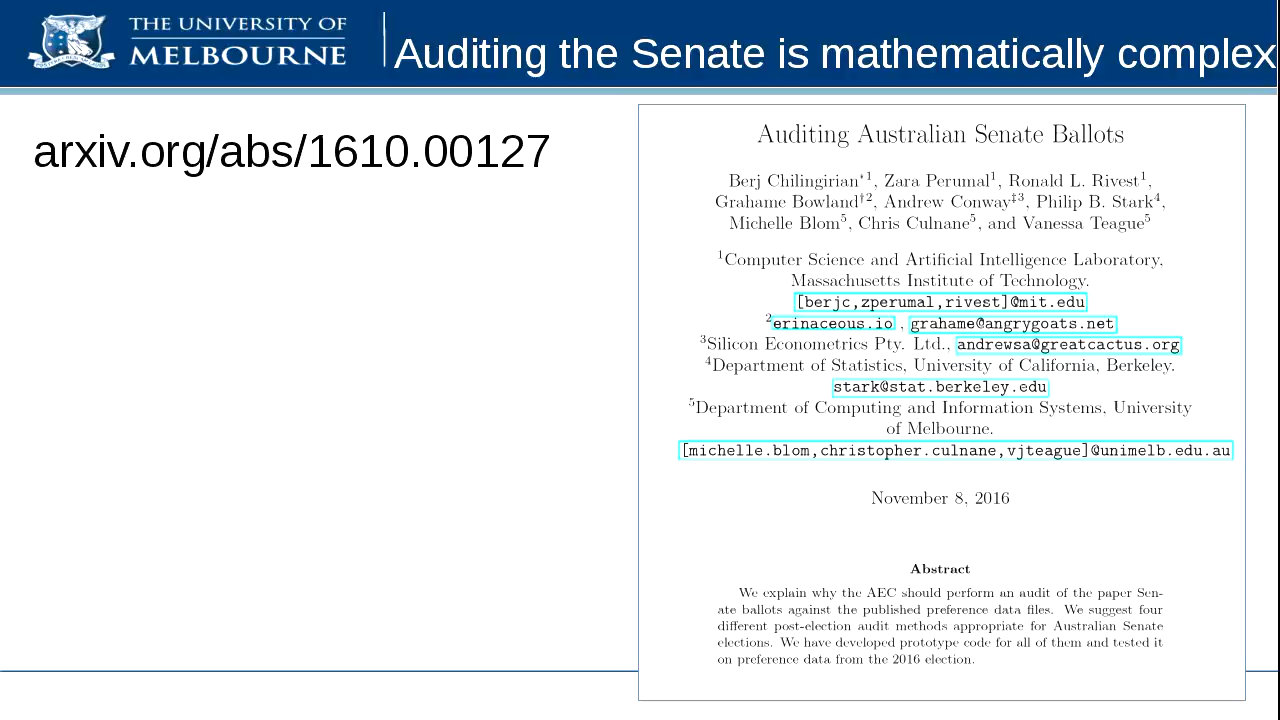 THE UNIVERSITY OF
MELBOURNE
Auditing the Senate is mathematically complex
arxiv.org/abs/1610.00127
Auditing Australian Senate Ballots
Berj Chilingirian*1, Zara Perumal1, Ronald L. Rivest1,
Grahame Bowland†2, Andrew Conway‡3, Philip B. Stark4,
Michelle Blom5, Chris Culnane5, and Vanessa Teague5
1Computer Science and Artificial Intelligence Laboratory,
Massachusetts Institute of Technology.
[berjc,zperumal,rivest]@mit.edu
2erinaceous.io , grahame@angrygoats.net
3Silicon Econometrics Pty. Ltd., andrewsa@greatcactus.org
4Department of Statistics, University of California, Berkeley.
stark@stat.berkeley.edu
5Department of Computing and Information Systems, University
of Melbourne.
[michelle.blom,christopher.culnane,vjteague]@unimelb.edu.au
November 8, 2016
Abstract
We explain why the AEC should perform an audit of the paper Sen-
ate ballots against the published preference data files. We suggest four
different post-election audit methods appropriate for Australian Senate
elections. We have developed prototype code for all of them and tested it
on preference data from the 2016 election.